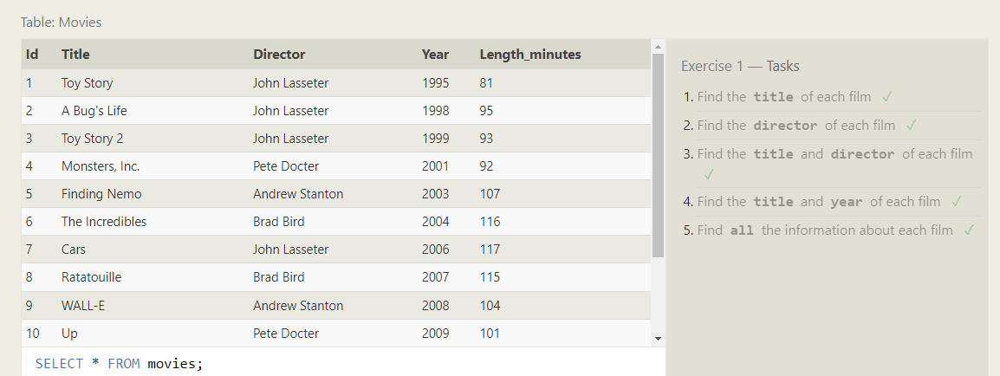 Table: Movies
Id Title Director Year Length_minutes
1 Toy Story John Lasseter 1995 81
2 A Bug's Life John Lasseter 1998 95
3 Toy Story 2 John Lasseter 1999 93
4 Monsters, Inc. Pete Docter 2001 92
5 Finding Nemo Andrew Stanton 2003 107
6 The Incredibles Brad Bird 2004 116
7 Cars John Lasseter 2006 117
8 Ratatouille Brad Bird 2007 115
9 WALL-E Andrew Stanton 2008 104
10 Up Pete Docter 2009 101
SELECT * FROM movies;
Exercise 1 — Tasks
1. Find the title of each film ✓
2. Find the director of each film ✓
3. Find the title and director of each film
✓
4. Find the title and year of each film ✓
5. Find all the information about each film ✓